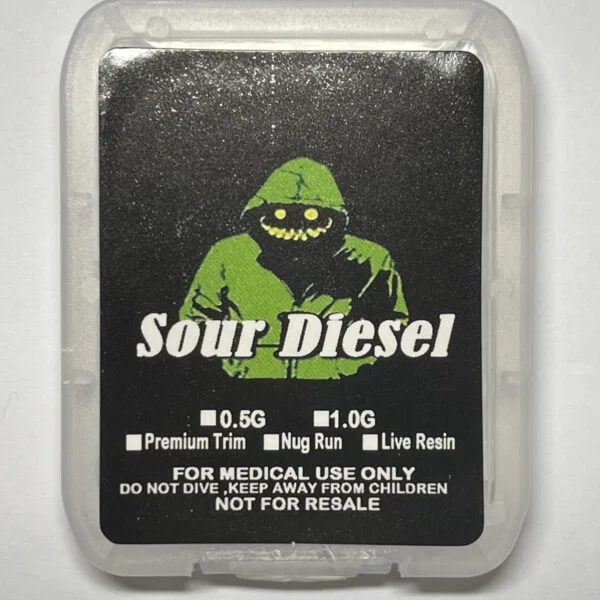 Sour Diesel
0.5G 1.0G
Premium Trim Nug Run Live Resin
FOR MEDICAL USE ONLY
DO NOT DIVE ,KEEP AWAY FROM CHILDREN
NOT FOR RESALE